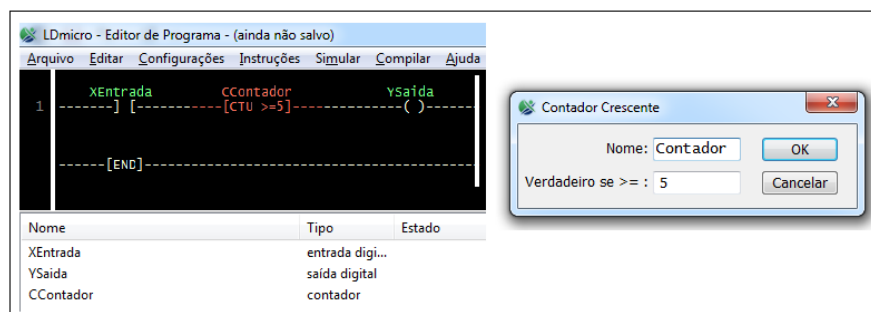 LDmicro - Editor de Programa - (ainda não salvo)
Arquivo Editar Configurações Instruções Simular Compilar Ajuda
XEntrada CContador YSaida
1 -------] [-----------[CTU >=5]---------------( )------
------[END]------------------------------------------
Nome Tipo Estado
XEntrada entrada digi...
YSaida saída digital
CContador contador
Contador Crescente
Nome: Contador OK
Verdadeiro se >= : 5 Cancelar